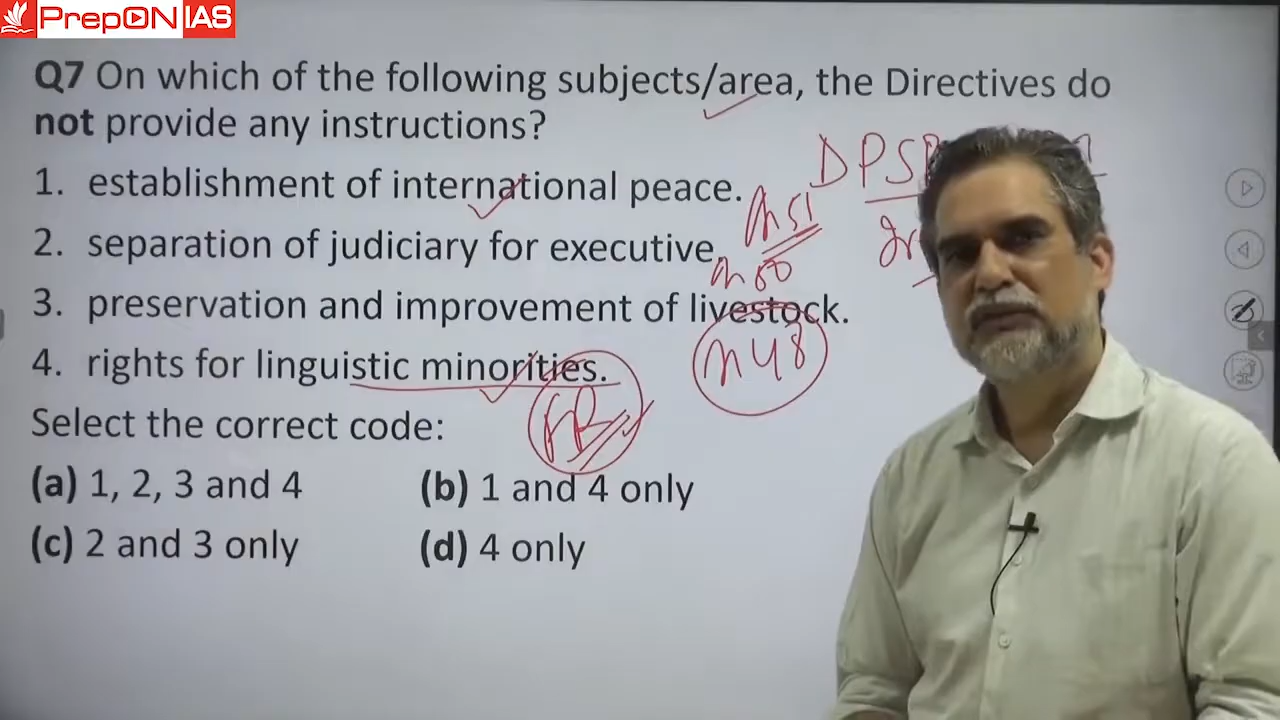 PrepON IAS
Q7 On which of the following subjects/area, the Directives do
not provide any instructions?
DPSP
1. establishment of international peace.
51
2. separation of judiciary for executive.
50
3. preservation and improvement of livestock.
48
4. rights for linguistic minorities.
FR
Select the correct code:
(a) 1, 2, 3 and 4
(b) 1 and 4 only
(c) 2 and 3 only
(d) 4 only